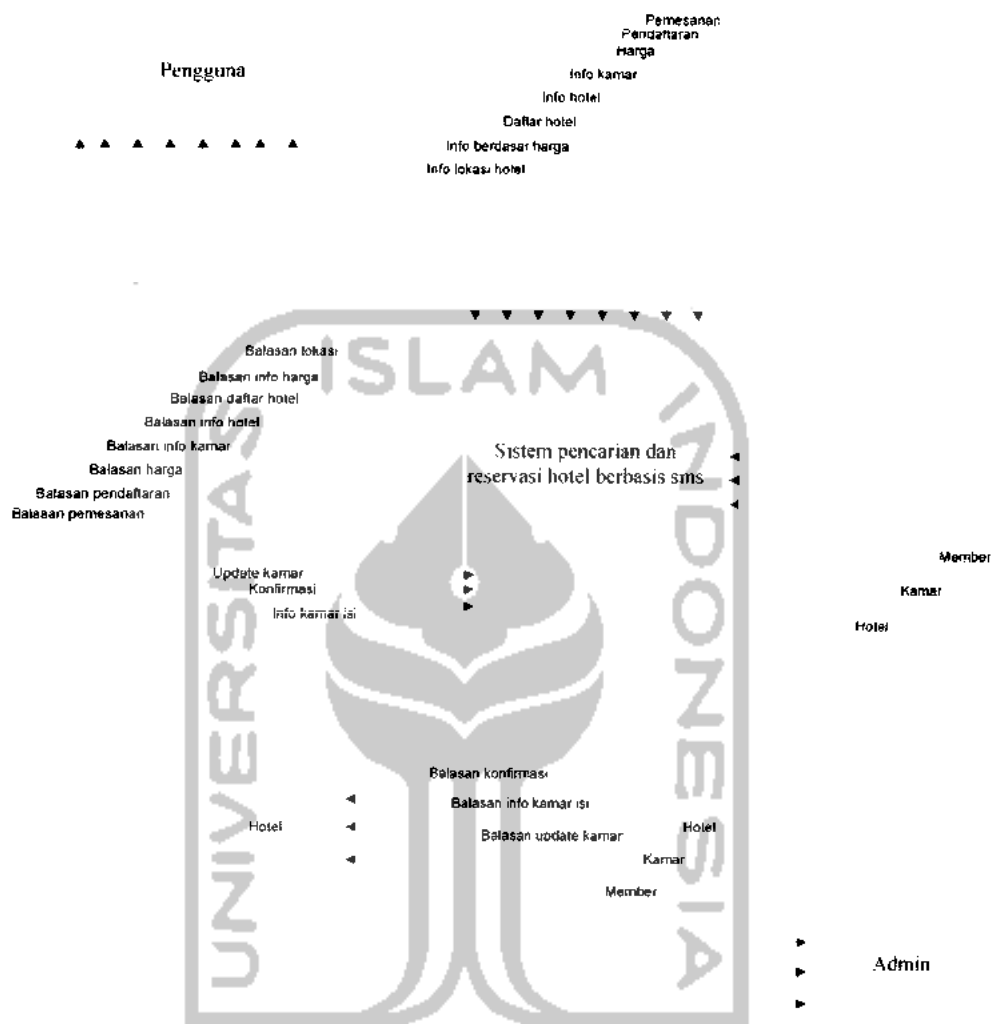 Pemesanan
Pendaftaran
Harga
Pengguna
Info kamar
Info hotel
Daftar hotel
Info berdasar harga
Info lokasi hotel
ISLAM
UNIVERSITAS
INDONESIA
Balasan lokasi
Balasan info harga
Balasan daftar hotel
Balasan info hotel
Balasan info kamar
Balasan harga
Balasan pendaftaran
Balasan pemesanan
Sistem pencarian dan
reservasi hotel berbasis sms
Member
Kamar
Hotel
Update kamar
Konfirmasi
Info kamar isi
Balasan konfirmasi
Balasan info kamar isi
Balasan update kamar
Hotel
Hotel
Kamar
Member
Admin